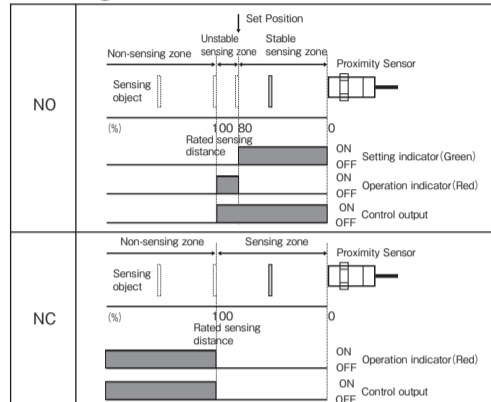 Set Position
Unstable Stable
Non-sensing zone sensing zone sensing zone
Proximity Sensor
Sensing
object
NO
(%) 100 80 0
Rated sensing
distance
ON
OFF Setting indicator(Green)
ON
OFF Operation indicator(Red)
ON
OFF Control output
Non-sensing zone Sensing zone
Proximity Sensor
Sensing
object
NC
(%) 100 0
Rated sensing
distance
ON
OFF Operation indicator(Red)
ON
OFF Control output